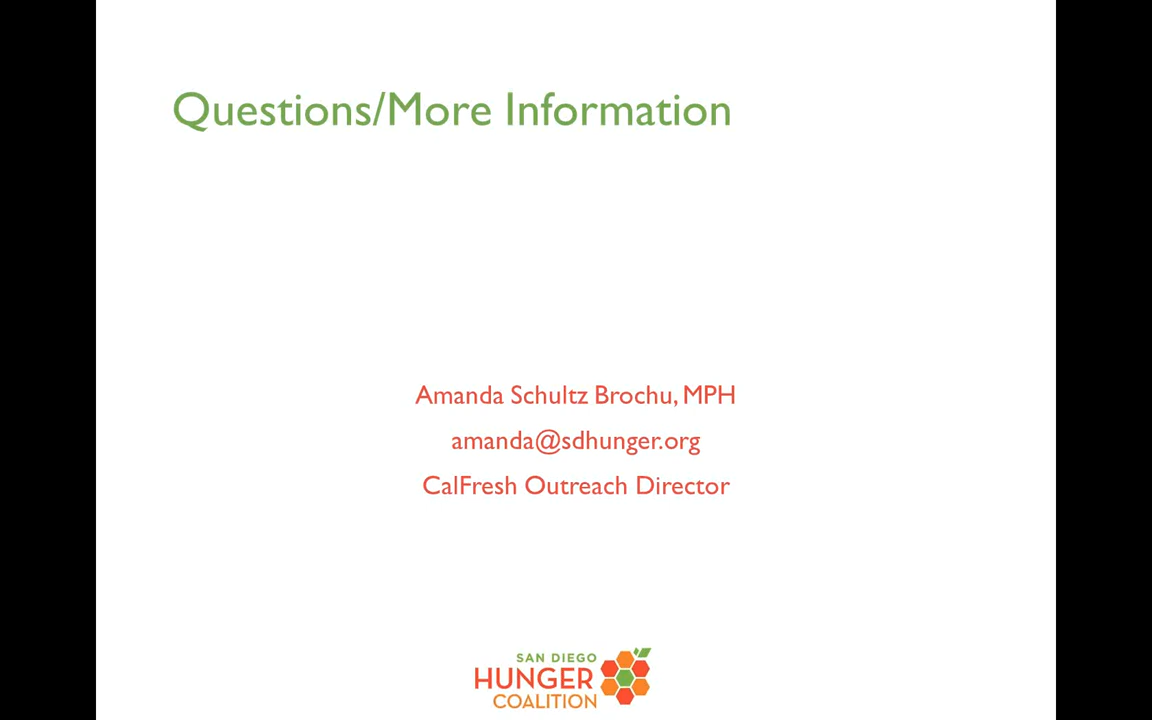 Questions/More Information
Amanda Schultz Brochu, MPH
amanda@sdhunger.org
CalFresh Outreach Director
SAN DIEGO
HUNGER
COALITION